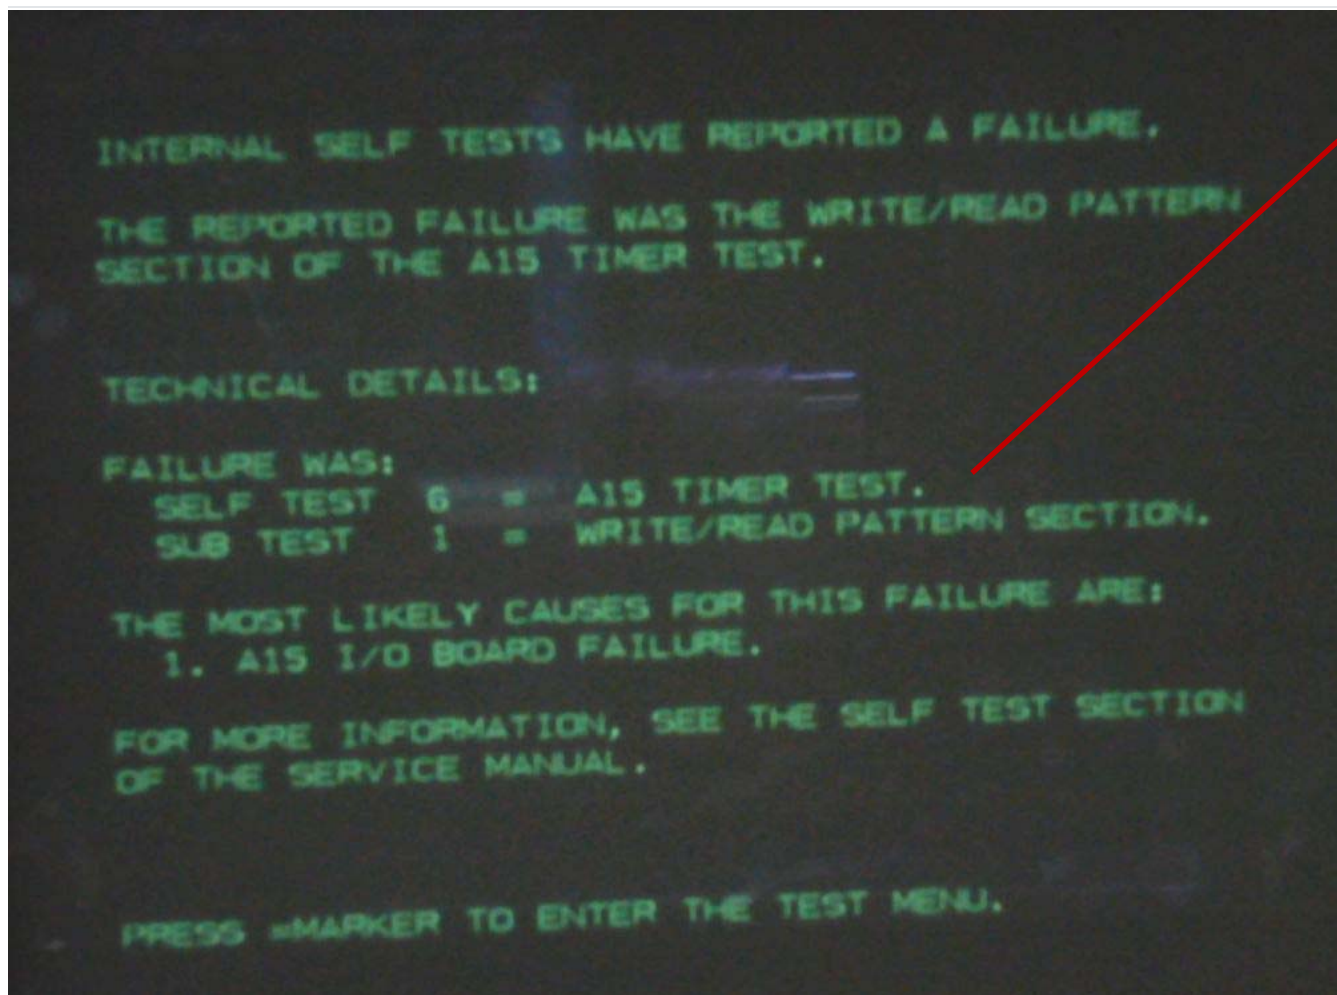 INTERNAL SELF TESTS HAVE REPORTED A FAILURE.
THE REPORTED FAILURE WAS THE WRITE/READ PATTERN
SECTION OF THE A15 TIMER TEST.
TECHNICAL DETAILS:
FAILURE WAS:
SELF TEST 6 = A15 TIMER TEST.
SUB TEST 1 = WRITE/READ PATTERN SECTION.
THE MOST LIKELY CAUSES FOR THIS FAILURE ARE:
1. A15 I/O BOARD FAILURE.
FOR MORE INFORMATION, SEE THE SELF TEST SECTION
OF THE SERVICE MANUAL.
PRESS =MARKER TO ENTER THE TEST MENU.